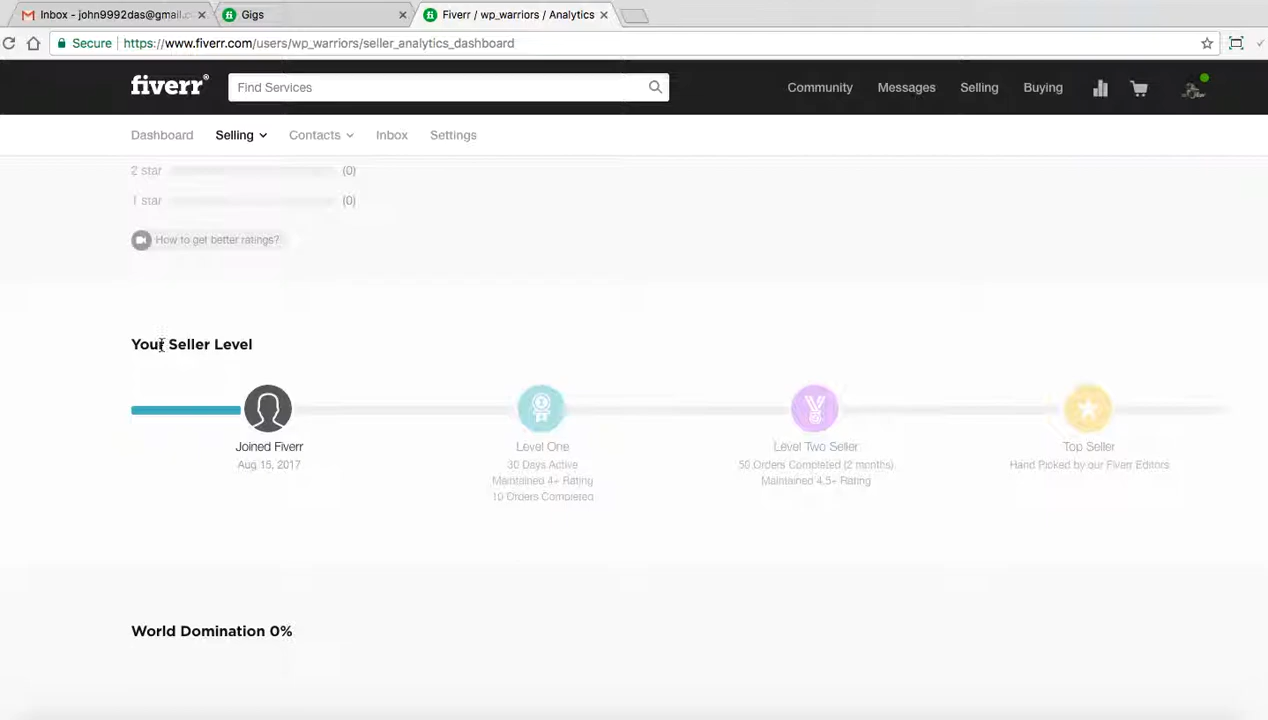 Inbox - john9992das@gmail.c
Gigs
Fiverr / wp_warriors / Analytics
Secure
https://www.fiverr.com/users/wp_warriors/seller_analytics_dashboard
fiverr®
Find Services
Community
Messages
Selling
Buying
Dashboard
Selling
Contacts
Inbox
Settings
2 star (0)
1 star (0)
How to get better ratings?
Your Seller Level
Joined Fiverr
Aug 15, 2017
Level One
30 Days Active
Maintained 4+ Rating
10 Orders Completed
Level Two Seller
50 Orders Completed (2 months)
Maintained 4.5+ Rating
Top Seller
Hand Picked by our Fiverr Editors
World Domination 0%